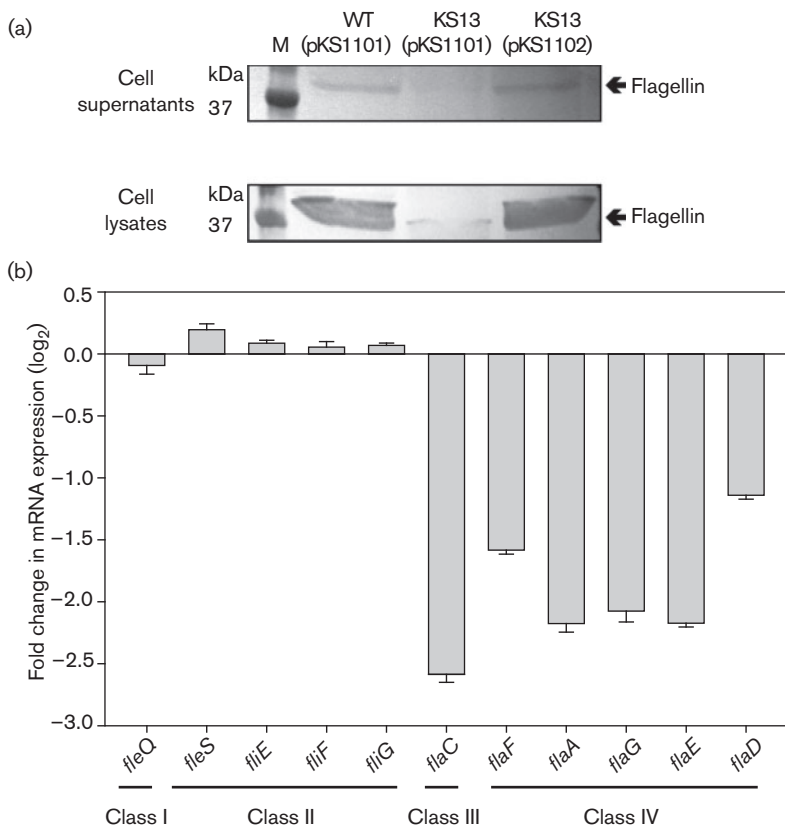 (a)
WT KS13 KS13
M (pKS1101) (pKS1101) (pKS1102)
Cell supernatants
kDa
37
Flagellin
Cell lysates
kDa
37
Flagellin
(b)
Fold change in mRNA expression (log₂)
0.5
0.0
−0.5
−1.0
−1.5
−2.0
−2.5
−3.0
fleQ fleS fliE fliF fliG flaC flaF flaA flaG flaE flaD
Class I Class II Class III Class IV